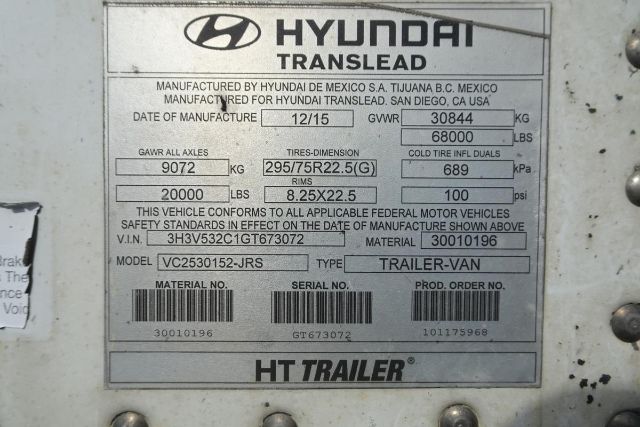 HYUNDAI
TRANSLEAD
MANUFACTURED BY HYUNDAI DE MEXICO S.A. TIJUANA B.C. MEXICO
MANUFACTURED FOR HYUNDAI TRANSLEAD. SAN DIEGO, CA USA
DATE OF MANUFACTURE 12/15 GVWR 30844 KG
68000 LBS
GAWR ALL AXLES TIRES-DIMENSION COLD TIRE INFL DUALS
9072 KG 295/75R22.5(G) 689 kPa
RIMS
20000 LBS 8.25X22.5 100 psi
THIS VEHICLE CONFORMS TO ALL APPLICABLE FEDERAL MOTOR VEHICLES
SAFETY STANDARDS IN EFFECT ON THE DATE OF MANUFACTURE SHOWN ABOVE
V.I.N. 3H3V532C1GT673072 MATERIAL 30010196
MODEL VC2530152-JRS TYPE TRAILER-VAN
MATERIAL NO. SERIAL NO. PROD. ORDER NO.
30010196 GT673072 101175968
HT TRAILER®
Brake
s The
nance
Void